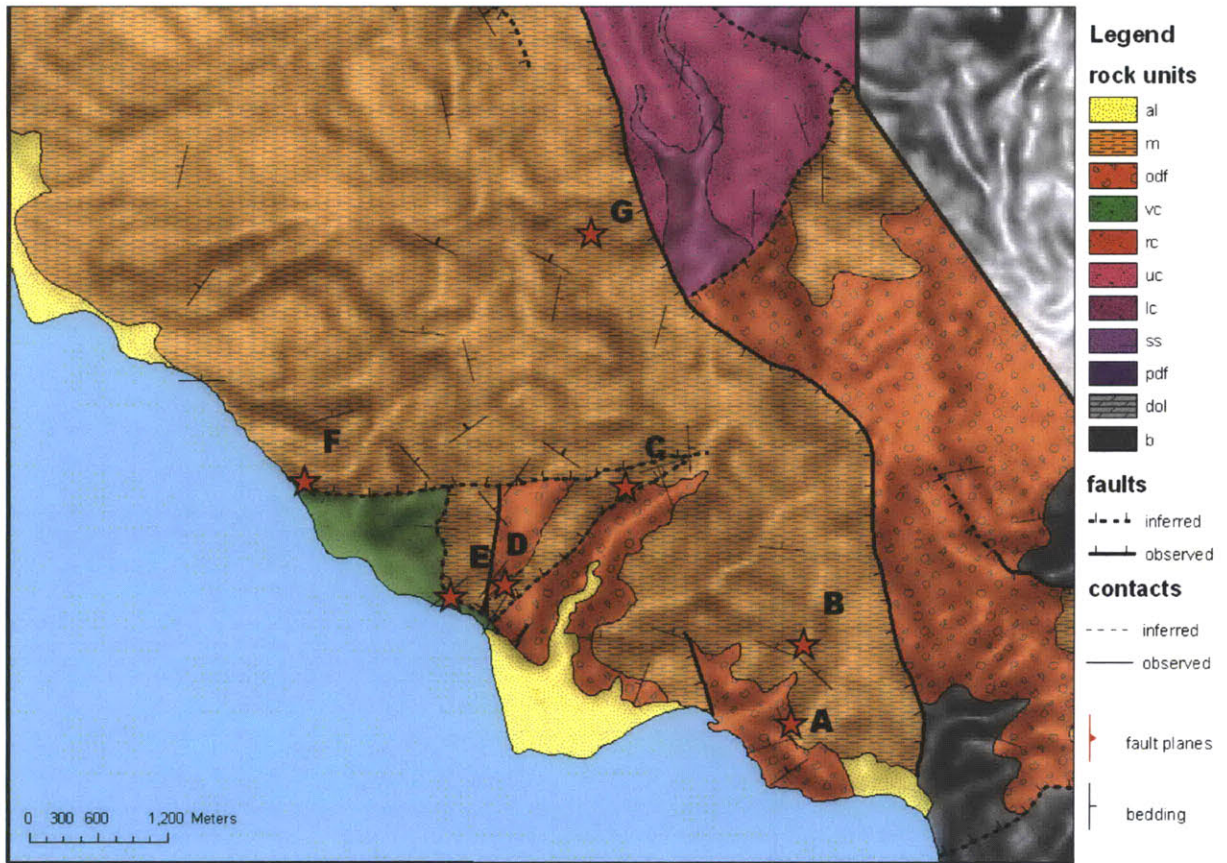 Legend
rock units
al
m
odf
vc
rc
uc
lc
ss
pdf
dol
b
faults
inferred
observed
contacts
inferred
observed
fault planes
bedding
G
F
C
D
E
B
A
0 300 600 1,200 Meters